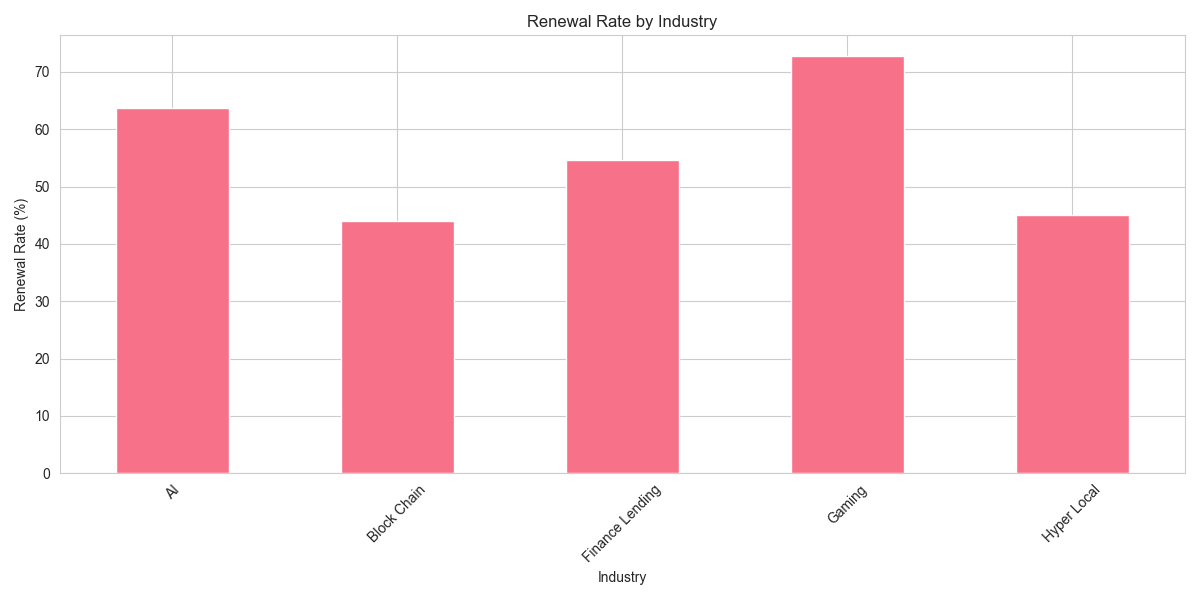 Renewal Rate by Industry
Renewal Rate (%)
70
60
50
40
30
20
10
0
AI
Block Chain
Finance Lending
Gaming
Hyper Local
Industry